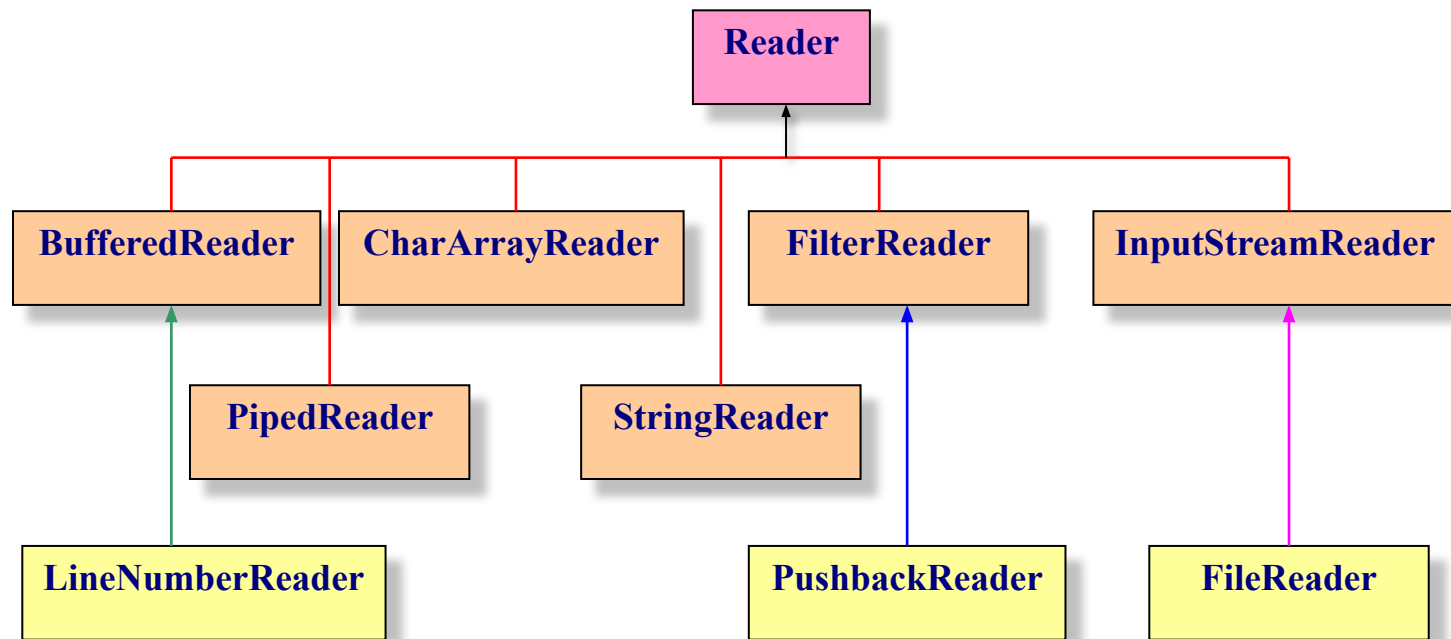 Reader
BufferedReader
CharArrayReader
FilterReader
InputStreamReader
PipedReader
StringReader
LineNumberReader
PushbackReader
FileReader